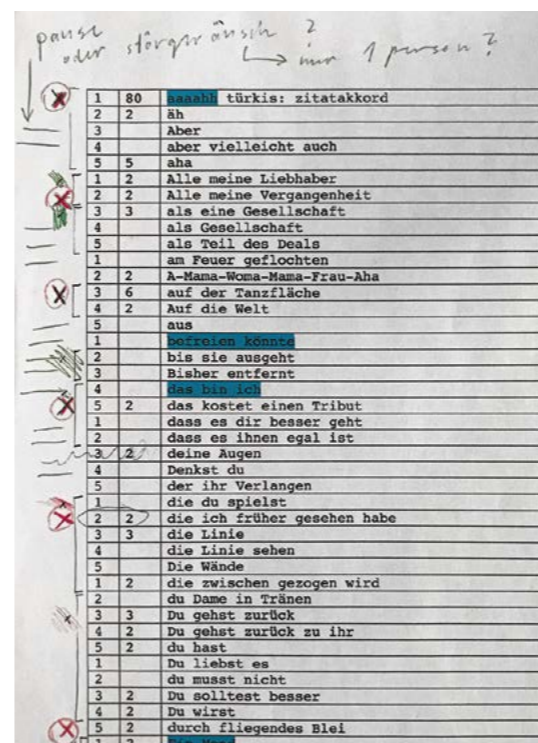 pause
oder störgeräusch ?
nur 1 person ?
1 80 aaaahh türkis: zitatakkord
2 2 äh
3 Aber
4 aber vielleicht auch
5 5 aha
1 2 Alle meine Liebhaber
2 2 Alle meine Vergangenheit
3 3 als eine Gesellschaft
4 als Gesellschaft
5 als Teil des Deals
1 am Feuer geflochten
2 2 A-Mama-Woma-Mama-Frau-Aha
3 6 auf der Tanzfläche
4 2 Auf die Welt
5 aus
1 befreien könnte
2 bis sie ausgeht
3 Bisher entfernt
4 das bin ich
5 2 das kostet einen Tribut
1 dass es dir besser geht
2 dass es ihnen egal ist
3 2 deine Augen
4 Denkst du
5 der ihr Verlangen
1 die du spielst
2 2 die ich früher gesehen habe
3 3 die Linie
4 die Linie sehen
5 Die Wände
1 2 die zwischen gezogen wird
2 du Dame in Tränen
3 3 Du gehst zurück
4 2 Du gehst zurück zu ihr
5 2 du hast
1 Du liebst es
2 du musst nicht
3 2 Du solltest besser
4 2 Du wirst
5 2 durch fliegendes Blei